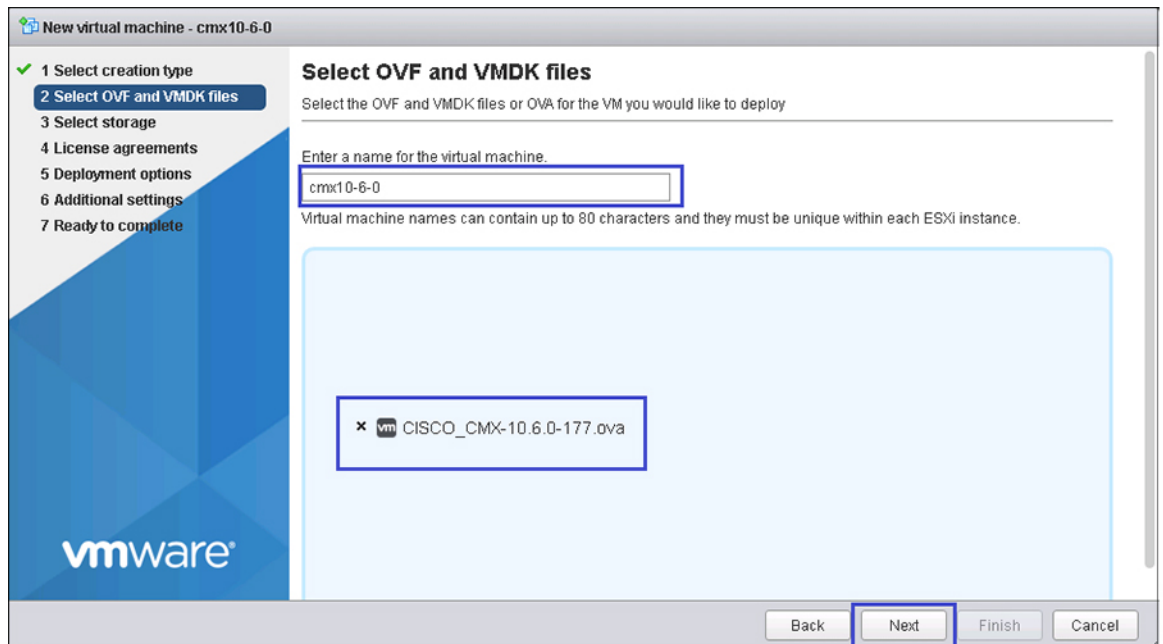 New virtual machine - cmx10-6-0
1 Select creation type
2 Select OVF and VMDK files
3 Select storage
4 License agreements
5 Deployment options
6 Additional settings
7 Ready to complete
vmware®
Select OVF and VMDK files
Select the OVF and VMDK files or OVA for the VM you would like to deploy
Enter a name for the virtual machine.
cmx10-6-0
Virtual machine names can contain up to 80 characters and they must be unique within each ESXi instance.
× vm CISCO_CMX-10.6.0-177.ova
Back Next Finish Cancel